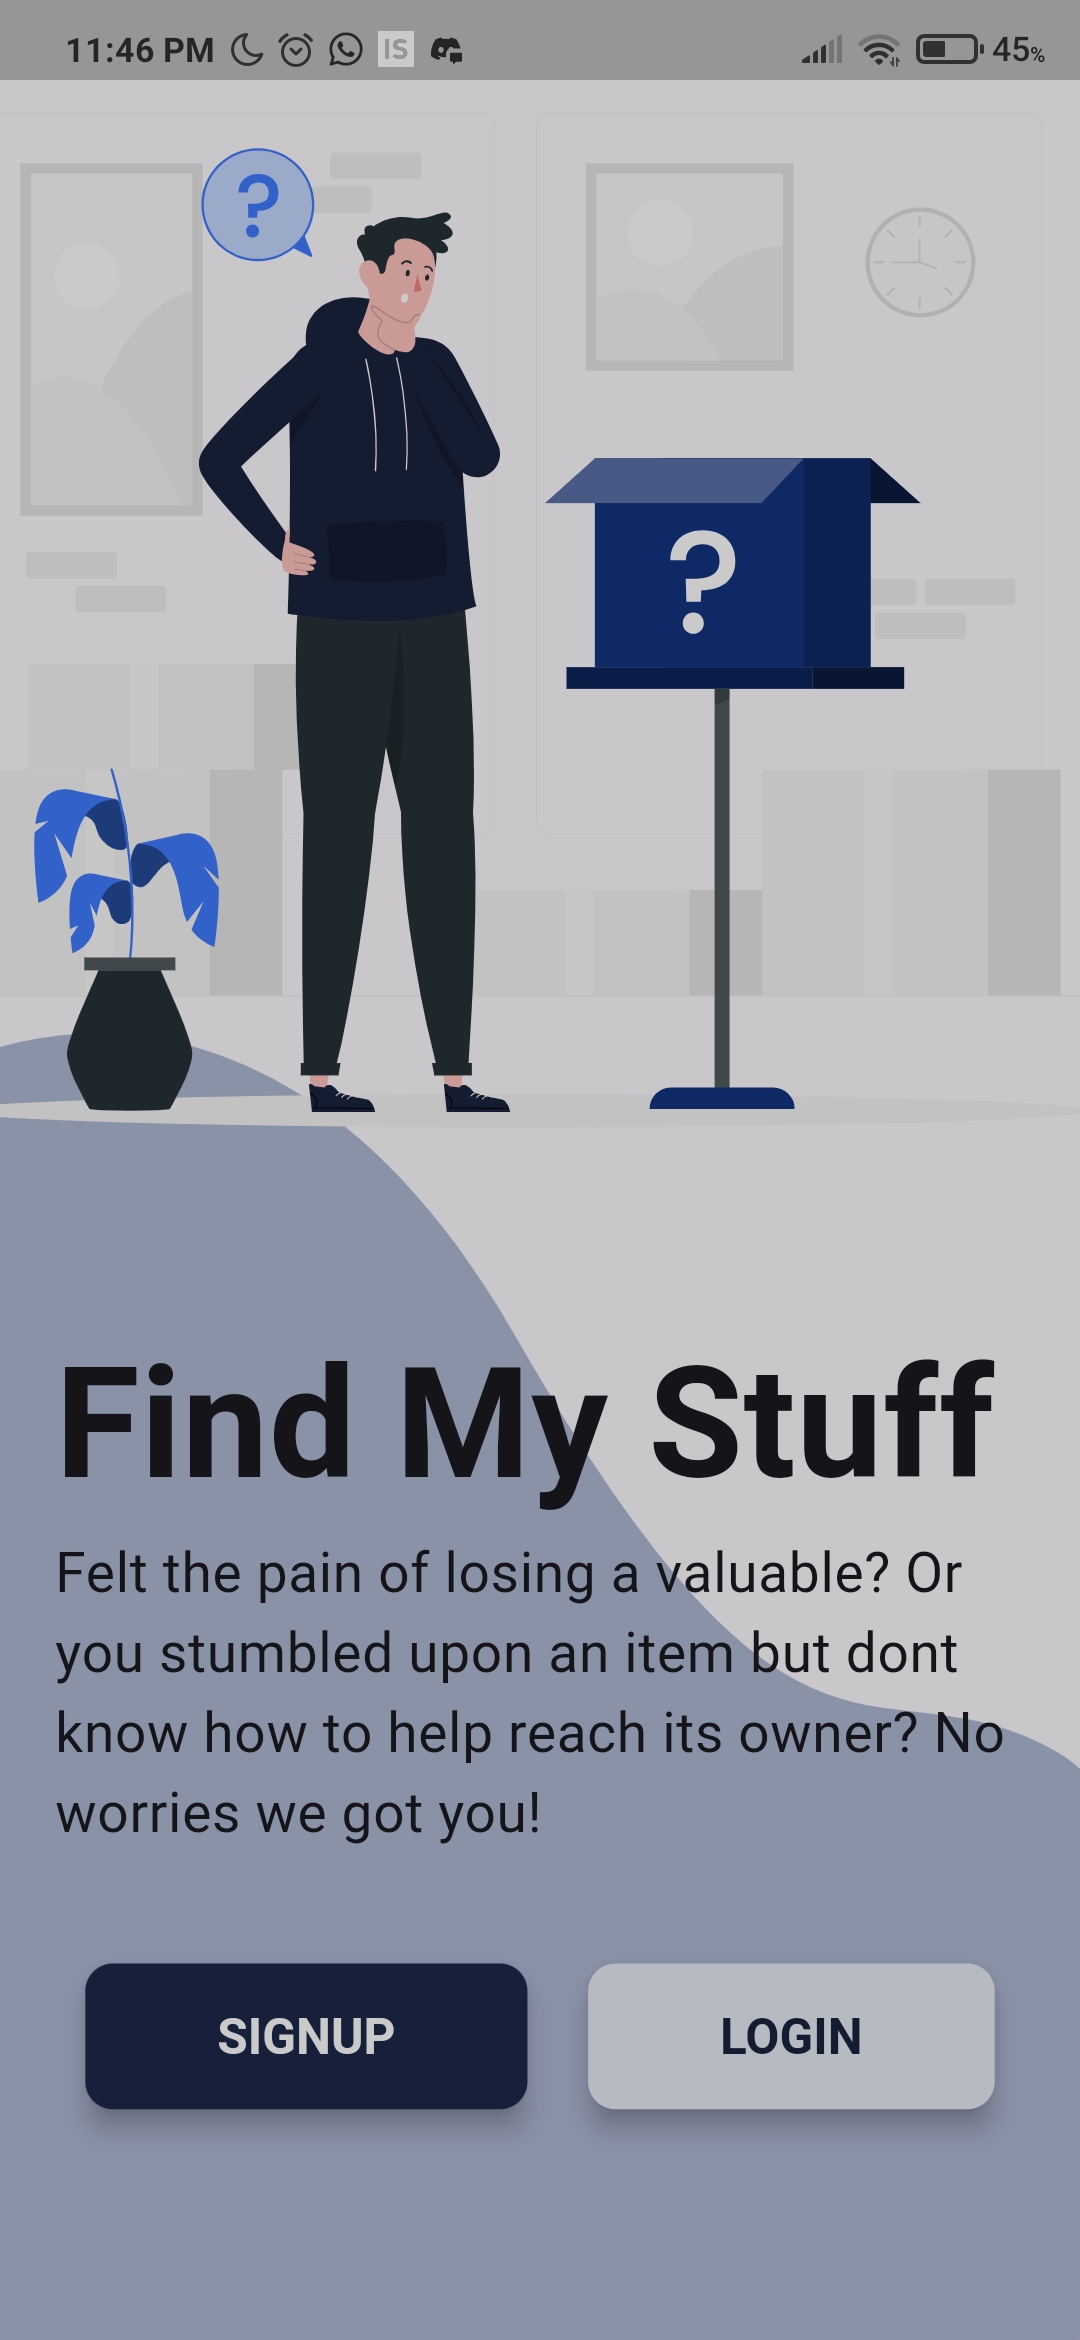 11:46 PM IS 45%
?
?
Find My Stuff
Felt the pain of losing a valuable? Or
you stumbled upon an item but dont
know how to help reach its owner? No
worries we got you!
SIGNUP LOGIN